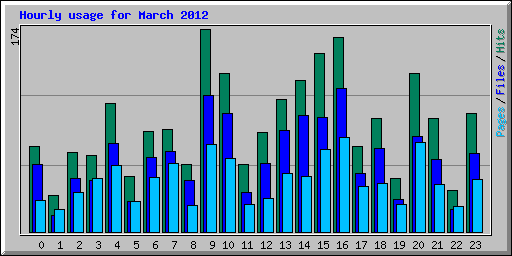 Hourly usage for March 2012
174
Pages / Files / Hits
0 1 2 3 4 5 6 7 8 9 10 11 12 13 14 15 16 17 18 19 20 21 22 23